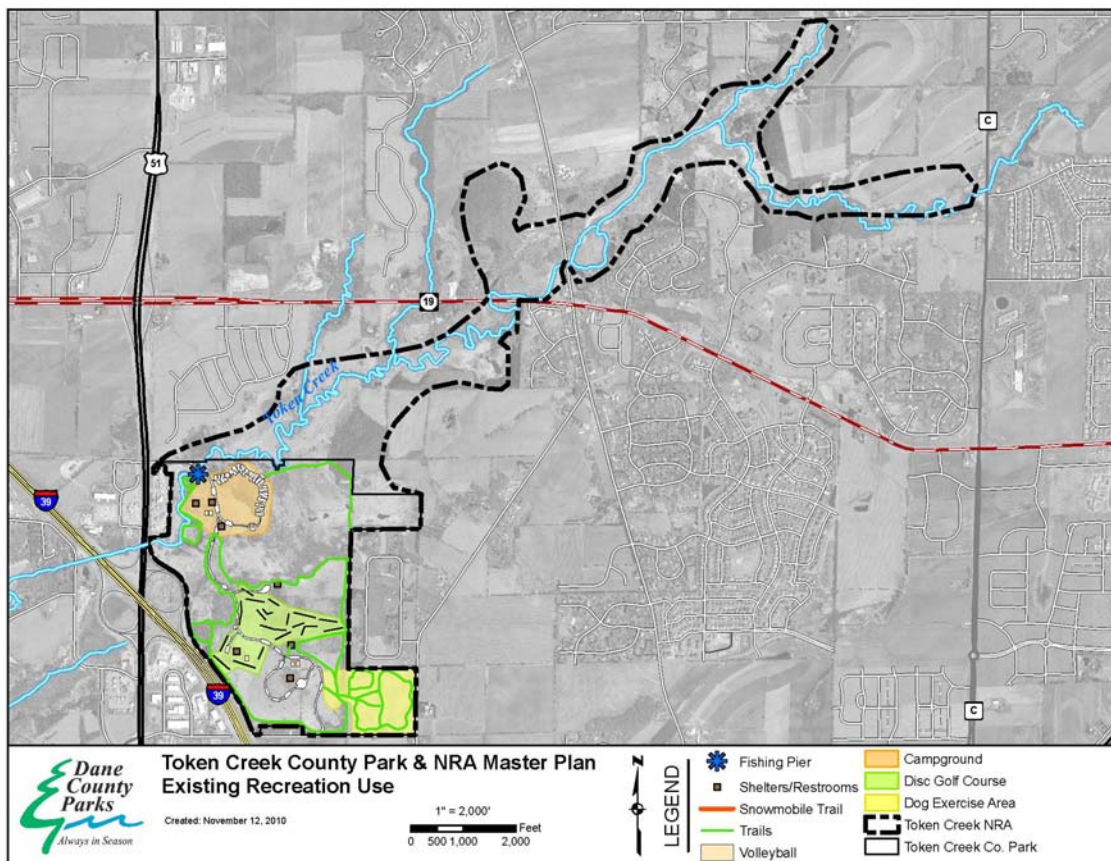 51
C
19
Token Creek
39
39
C
Dane
County
Parks
Always in Season
Token Creek County Park & NRA Master Plan
Existing Recreation Use
Created: November 12, 2010
1" = 2,000'
0 500 1,000 2,000 Feet
N
LEGEND
Fishing Pier
Shelters/Restrooms
Snowmobile Trail
Trails
Volleyball
Campground
Disc Golf Course
Dog Exercise Area
Token Creek NRA
Token Creek Co. Park